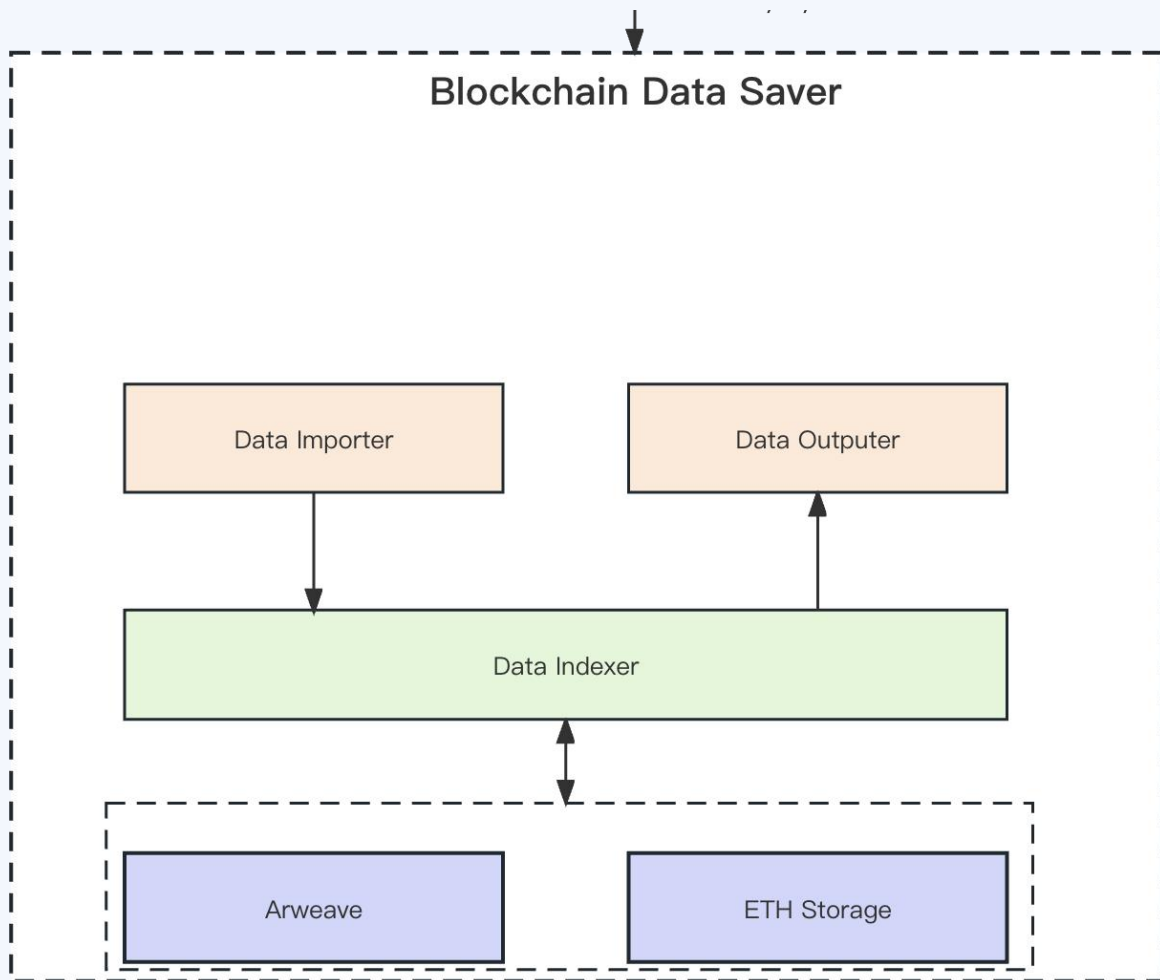 Blockchain Data Saver
Data Importer
Data Outputer
Data Indexer
Arweave
ETH Storage